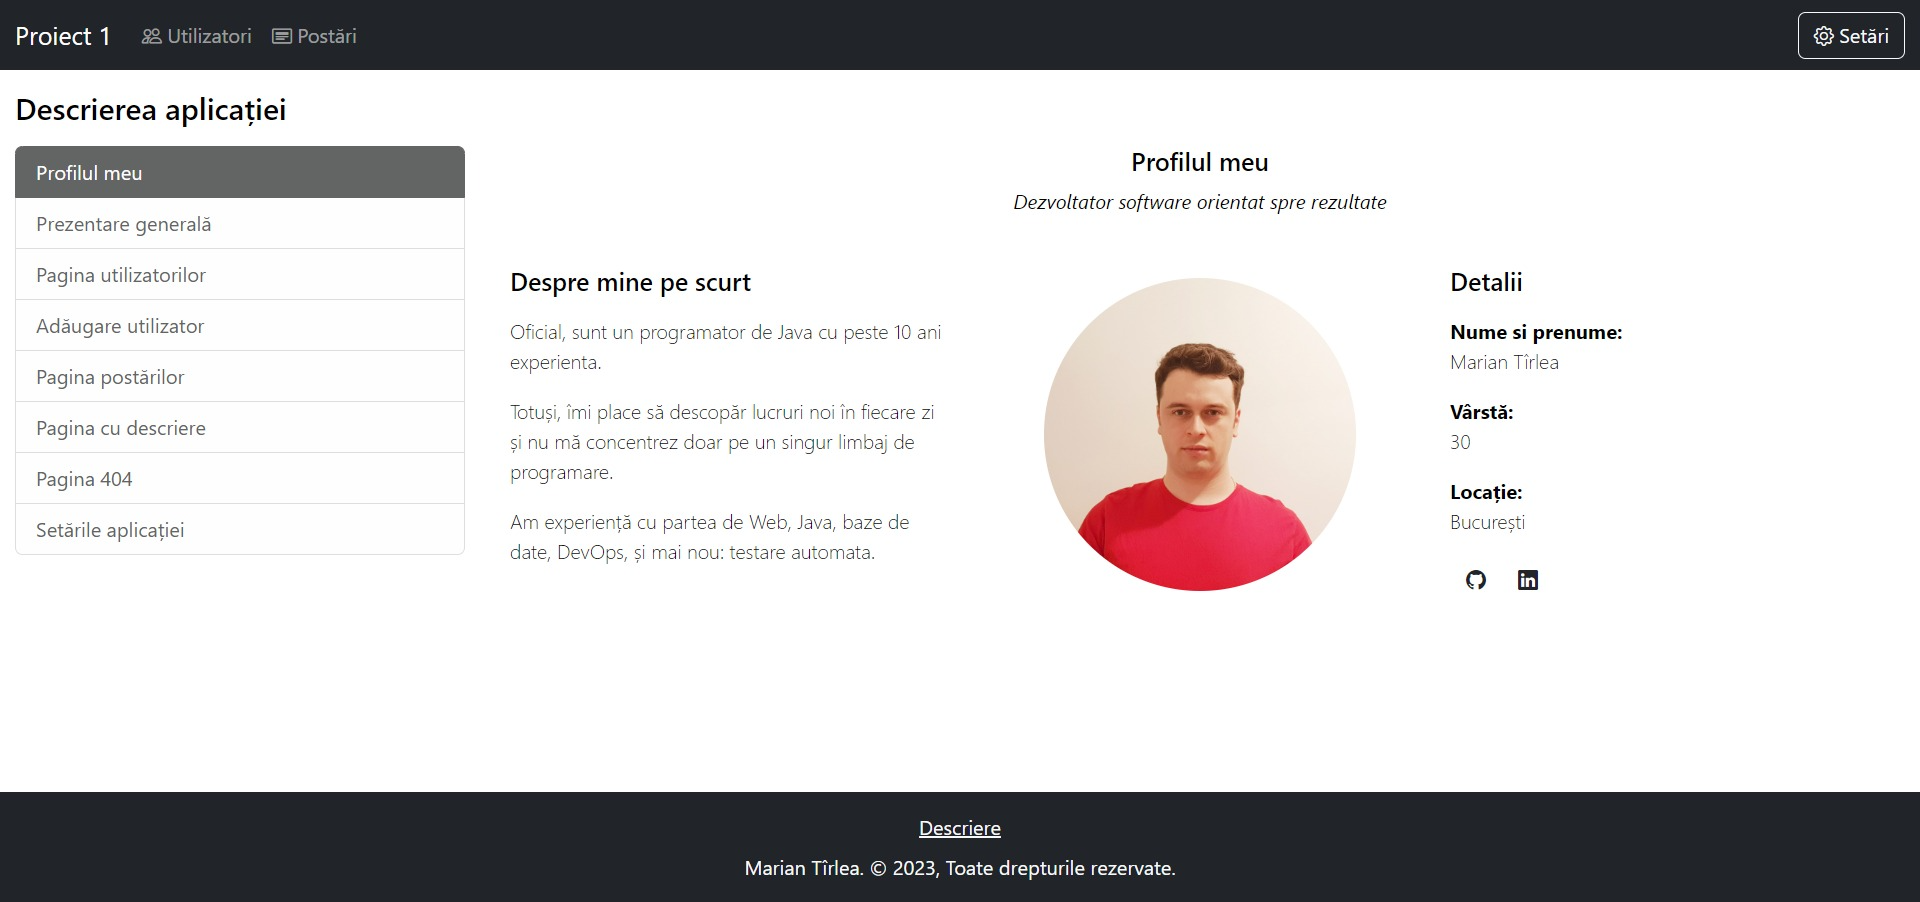 Proiect 1
Utilizatori
Postări
Setări
Descrierea aplicației
Profilul meu
Prezentare generală
Pagina utilizatorilor
Adăugare utilizator
Pagina postărilor
Pagina cu descriere
Pagina 404
Setările aplicației
Profilul meu
Dezvoltator software orientat spre rezultate
Despre mine pe scurt
Oficial, sunt un programator de Java cu peste 10 ani
experienta.
Totuși, îmi place să descopăr lucruri noi în fiecare zi
și nu mă concentrez doar pe un singur limbaj de
programare.
Am experiență cu partea de Web, Java, baze de
date, DevOps, și mai nou: testare automata.
Detalii
Nume si prenume:
Marian Tîrlea
Vârstă:
30
Locație:
București
in
Descriere
Marian Tîrlea. © 2023, Toate drepturile rezervate.